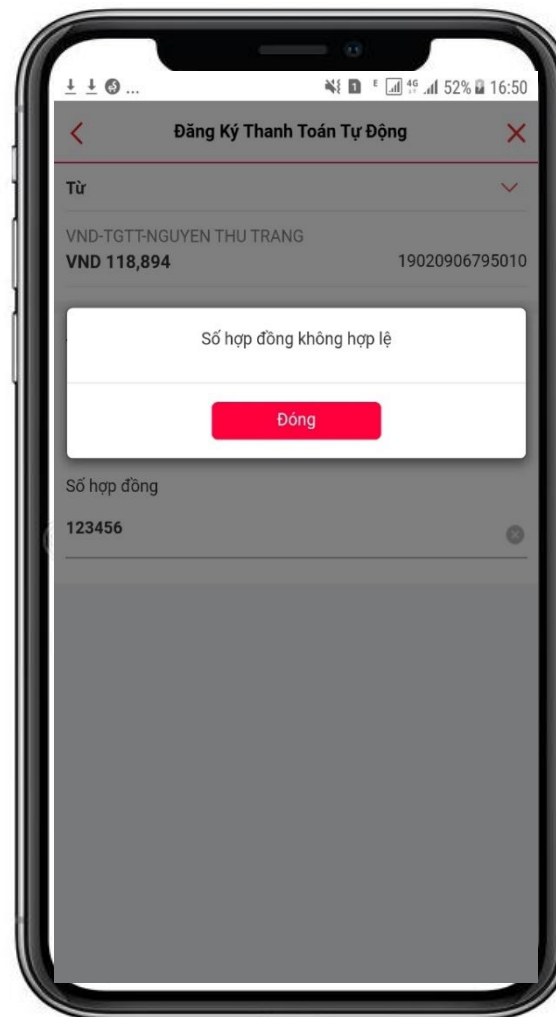 52% 16:50
Đăng Ký Thanh Toán Tự Động
Từ
VND-TGTT-NGUYEN THU TRANG
VND 118,894 19020906795010
Số hợp đồng không hợp lệ
Đóng
Số hợp đồng
123456